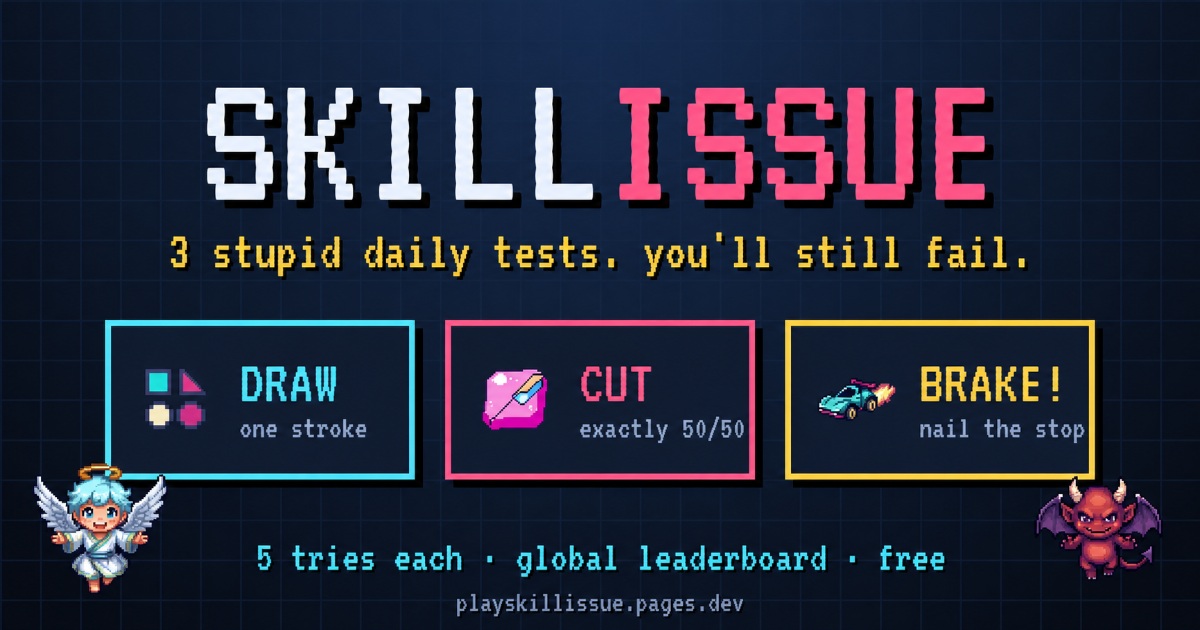 SKILLISSUE
3 stupid daily tests. you'll still fail.
DRAW
one stroke
CUT
exactly 50/50
BRAKE!
nail the stop
5 tries each · global leaderboard · free
playskillissue.pages.dev